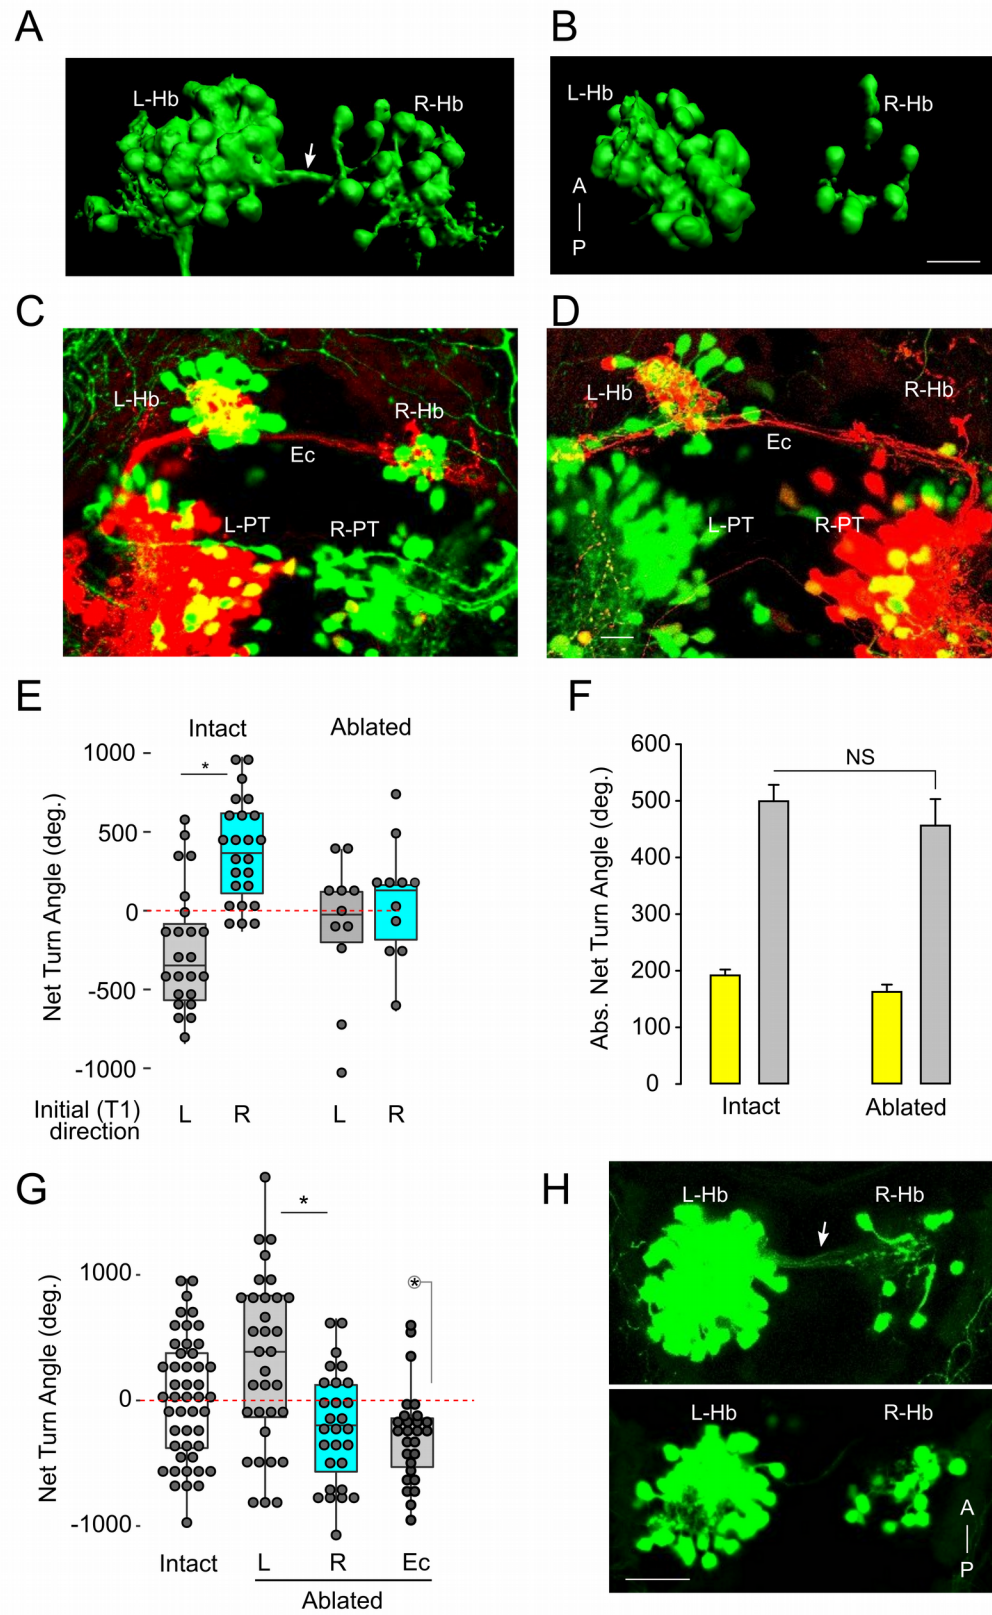 A
B
L-Hb
R-Hb
L-Hb
R-Hb
A
P
C
D
L-Hb
R-Hb
Ec
L-PT
R-PT
L-Hb
R-Hb
Ec
L-PT
R-PT
E
F
Intact
Ablated
*
Net Turn Angle (deg.)
1000
500
0
-500
-1000
Initial (T1)
direction
L
R
L
R
Abs. Net Turn Angle (deg.)
600
500
400
300
200
100
0
NS
Intact
Ablated
G
H
Net Turn Angle (deg.)
1000
0
-1000
*
*
Intact
L
R
Ec
Ablated
L-Hb
R-Hb
L-Hb
R-Hb
A
P